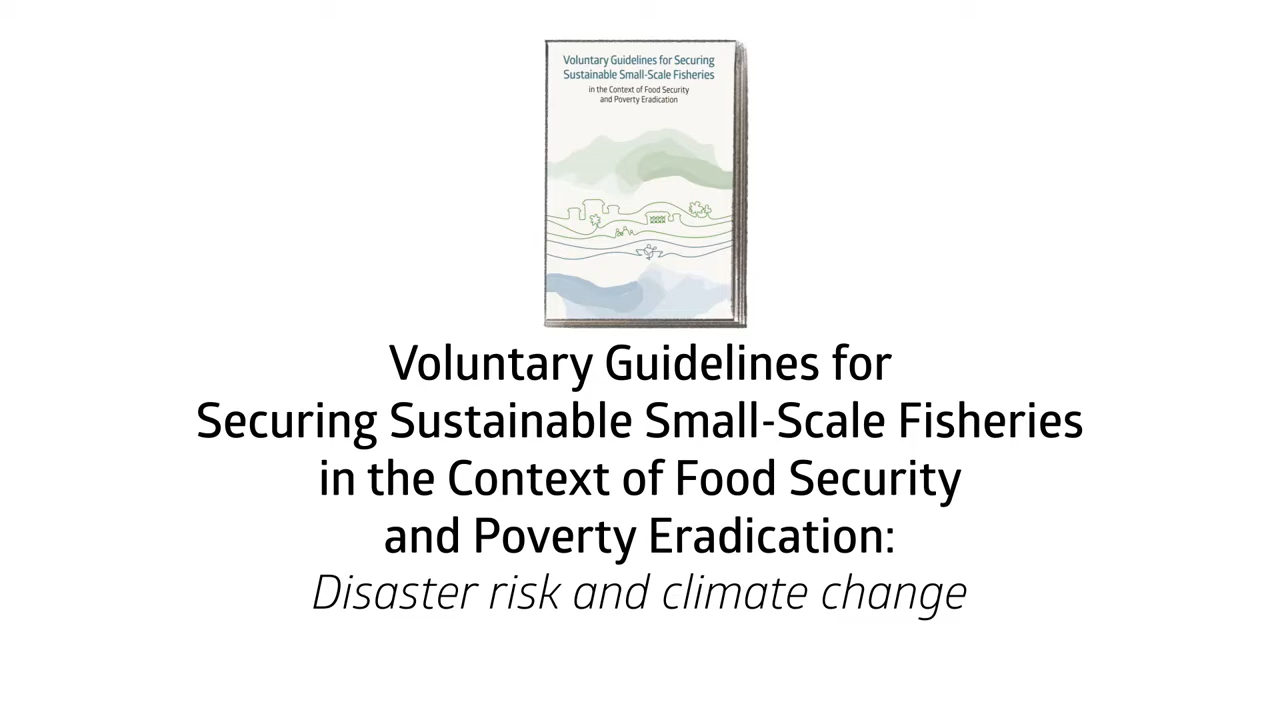 Voluntary Guidelines for Securing
Sustainable Small-Scale Fisheries
in the Context of Food Security
and Poverty Eradication
Voluntary Guidelines for
Securing Sustainable Small-Scale Fisheries
in the Context of Food Security
and Poverty Eradication:
Disaster risk and climate change